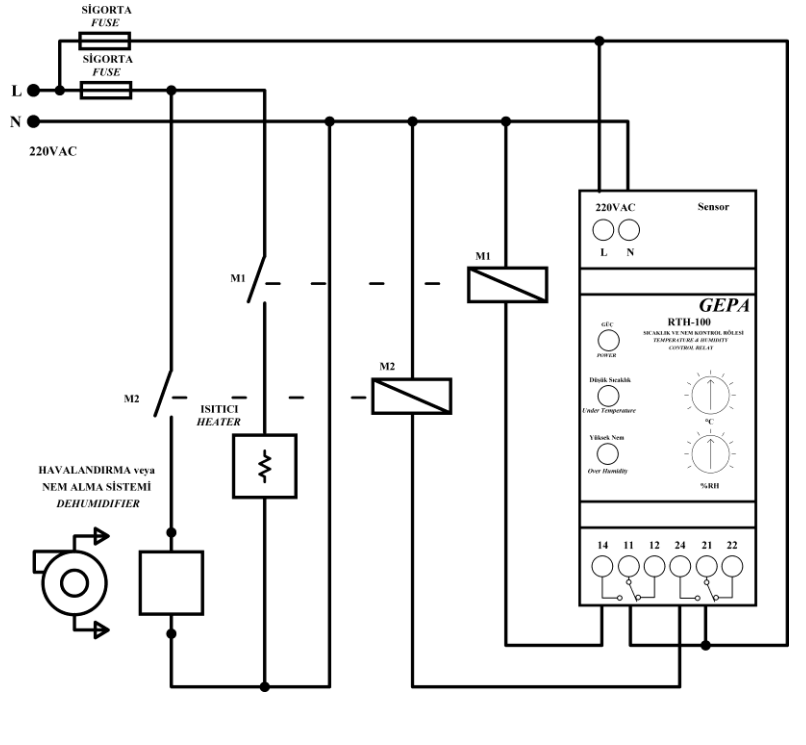 SİGORTA
FUSE
SİGORTA
FUSE
L
N
220VAC
220VAC
Sensor
L
N
M1
M1
GEPA
RTH-100
SICAKLIK VE NEM KONTROL RÖLESİ
TEMPERATURE & HUMIDITY
CONTROL RELAY
GÜÇ
POWER
M2
M2
Düşük Sıcaklık
Under Temperature
°C
ISITICI
HEATER
Yüksek Nem
Over Humidity
%RH
HAVALANDIRMA veya
NEM ALMA SİSTEMİ
DEHUMIDIFIER
14 11 12 24 21 22